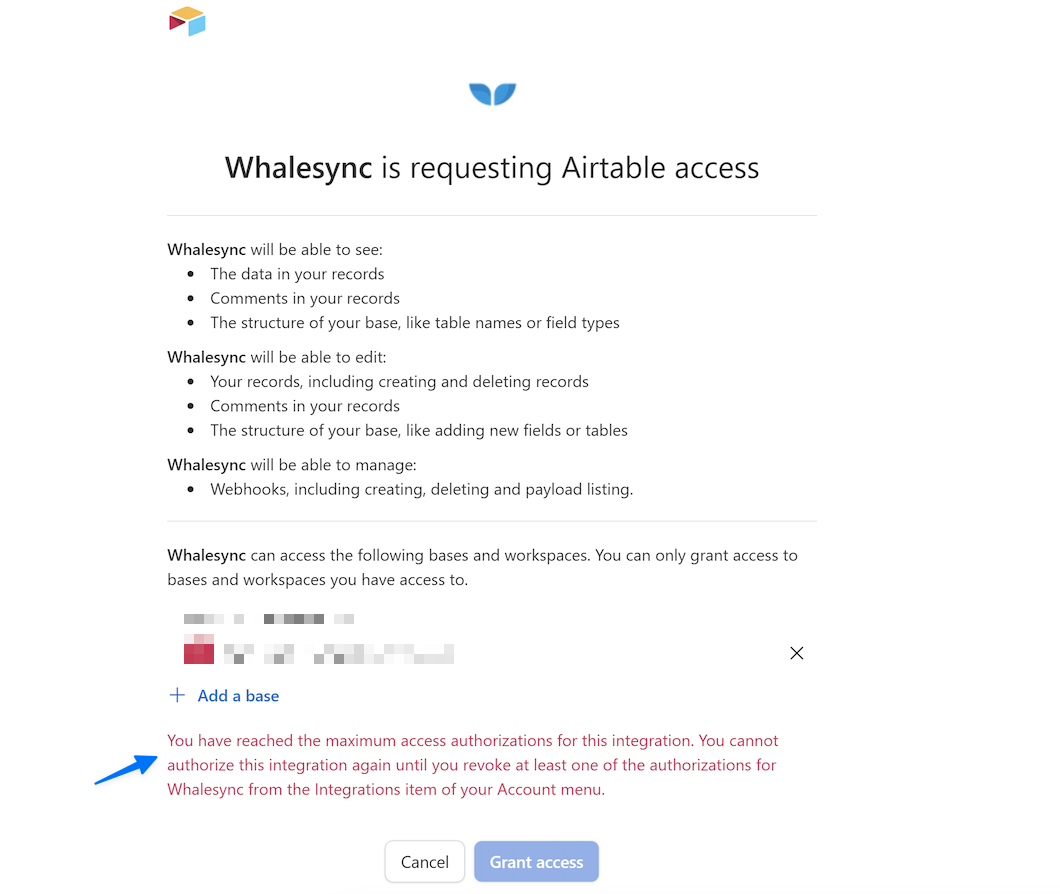 Whalesync is requesting Airtable access
Whalesync will be able to see:
The data in your records
Comments in your records
The structure of your base, like table names or field types
Whalesync will be able to edit:
Your records, including creating and deleting records
Comments in your records
The structure of your base, like adding new fields or tables
Whalesync will be able to manage:
Webhooks, including creating, deleting and payload listing.
Whalesync can access the following bases and workspaces. You can only grant access to
bases and workspaces you have access to.
Add a base
You have reached the maximum access authorizations for this integration. You cannot
authorize this integration again until you revoke at least one of the authorizations for
Whalesync from the Integrations item of your Account menu.
Cancel
Grant access